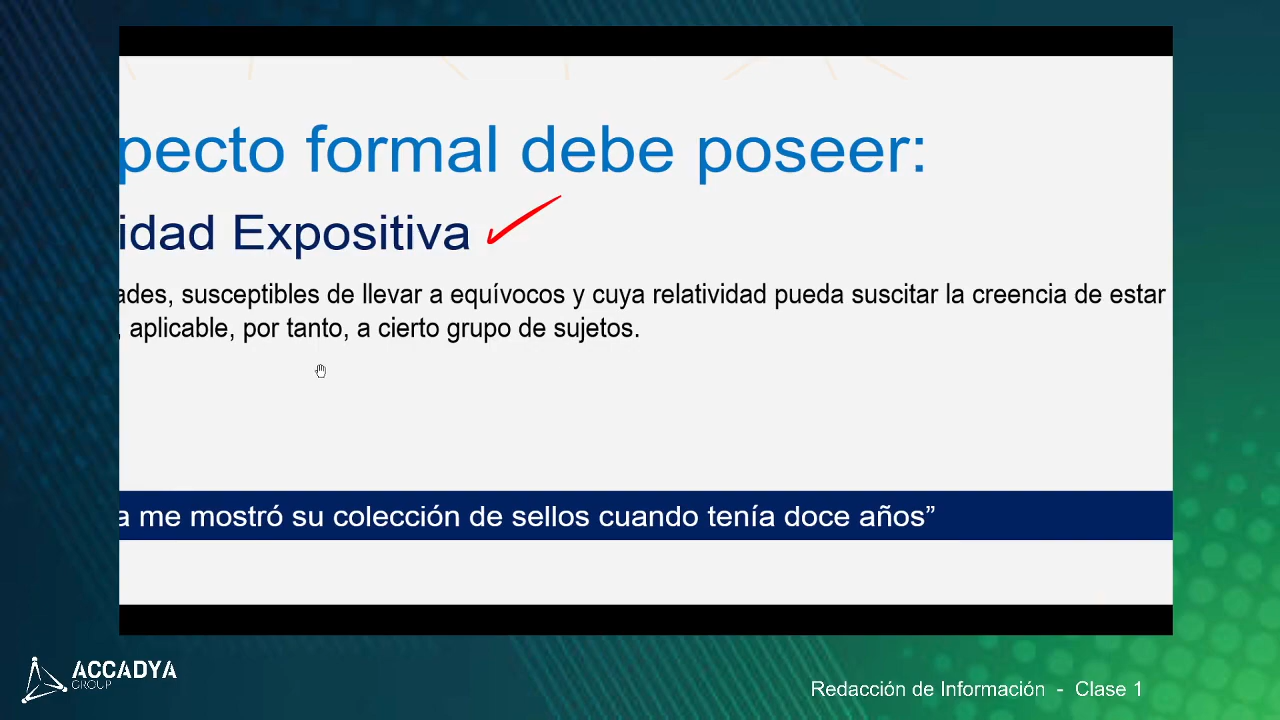 pecto formal debe poseer:
idad Expositiva
ades, susceptibles de llevar a equívocos y cuya relatividad pueda suscitar la creencia de estar
, aplicable, por tanto, a cierto grupo de sujetos.
a me mostró su colección de sellos cuando tenía doce años”
ACCADYA
GROUP
Redacción de Información - Clase 1